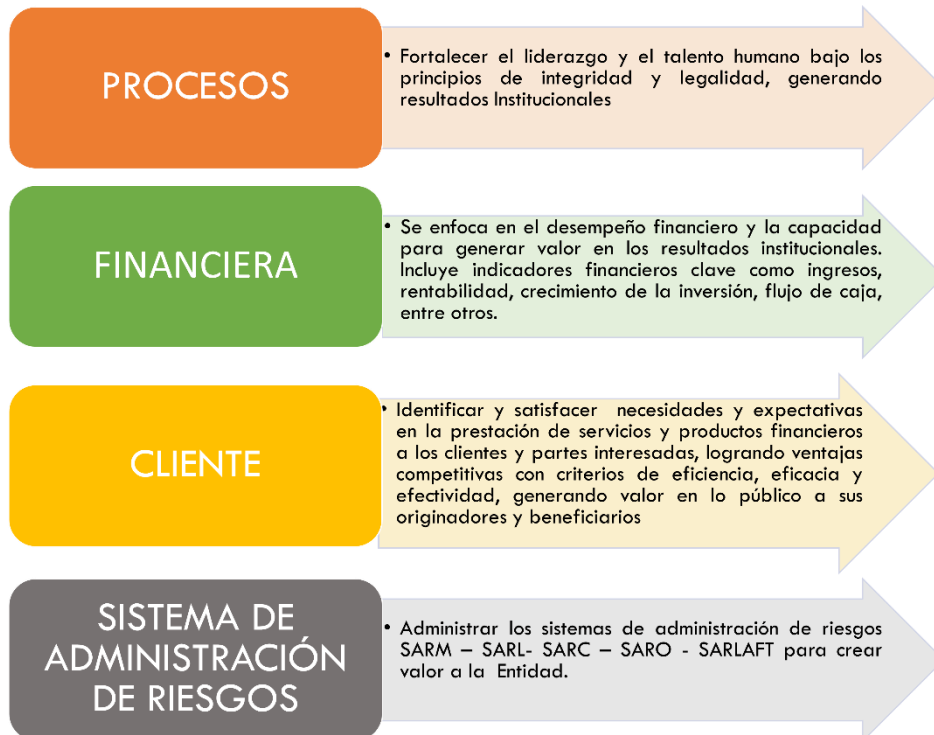 PROCESOS
• Fortalecer el liderazgo y el talento humano bajo los
principios de integridad y legalidad, generando
resultados Institucionales
FINANCIERA
• Se enfoca en el desempeño financiero y la capacidad
para generar valor en los resultados institucionales.
Incluye indicadores financieros clave como ingresos,
rentabilidad, crecimiento de la inversión, flujo de caja,
entre otros.
CLIENTE
• Identificar y satisfacer necesidades y expectativas
en la prestación de servicios y productos financieros
a los clientes y partes interesadas, logrando ventajas
competitivas con criterios de eficiencia, eficacia y
efectividad, generando valor en lo público a sus
originadores y beneficiarios
SISTEMA DE
ADMINISTRACIÓN
DE RIESGOS
• Administrar los sistemas de administración de riesgos
SARM – SARL- SARC – SARO - SARLAFT para crear
valor a la Entidad.